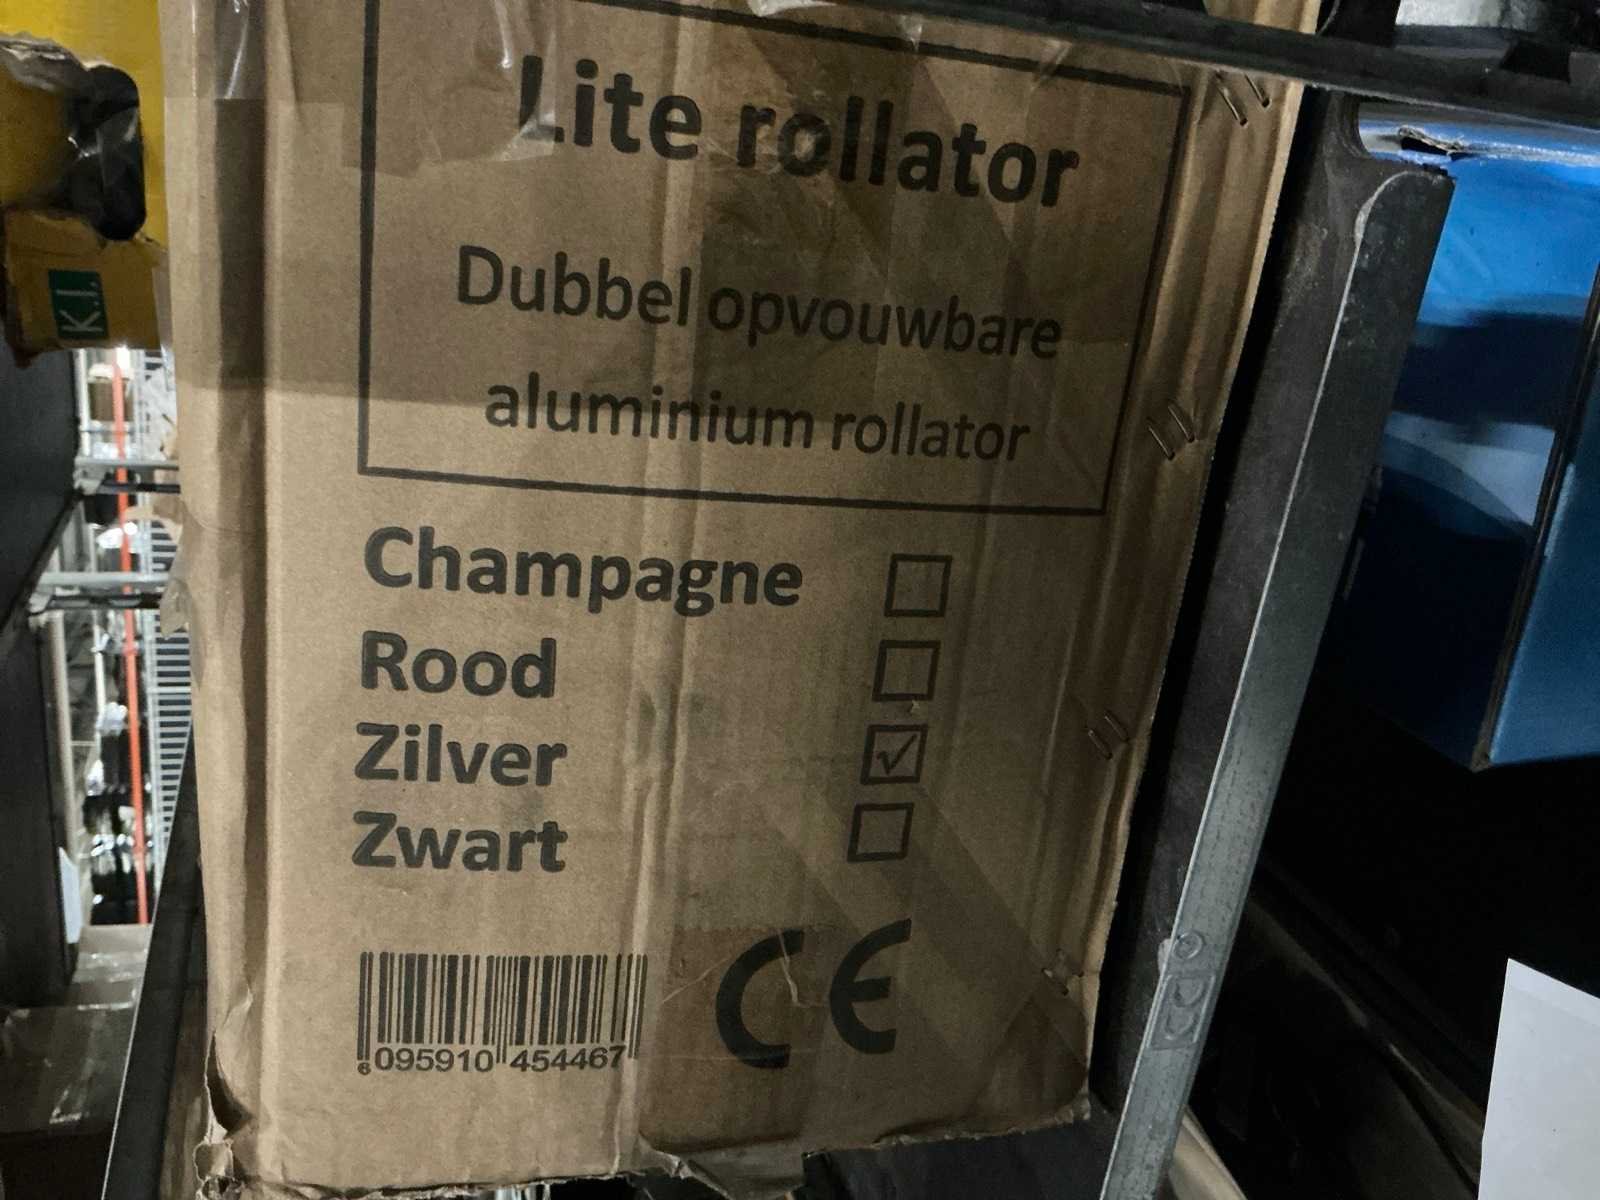 Lite rollator
Dubbel opvouwbare
aluminium rollator
Champagne
Rood
Zilver
Zwart
6 095910 454467
CE
K.I.